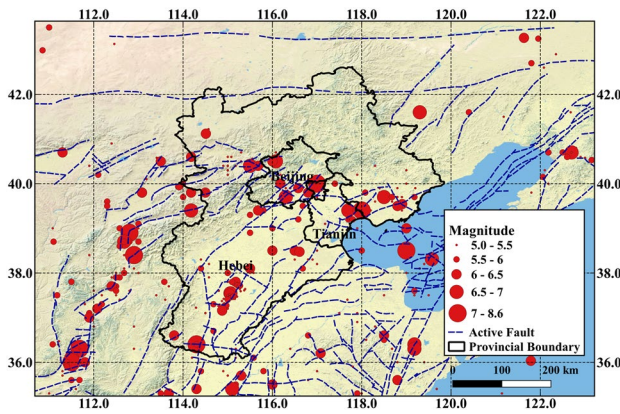 112.0 114.0 116.0 118.0 120.0 122.0
42.0 42.0
40.0 40.0
38.0 38.0
36.0 36.0
Beijing
Tianjin
Hebei
Magnitude
5.0 - 5.5
5.5 - 6
6 - 6.5
6.5 - 7
7 - 8.6
Active Fault
Provincial Boundary
0 100 200 km
112.0 114.0 116.0 118.0 120.0 122.0